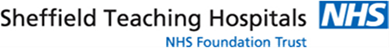 Sheffield Teaching Hospitals NHS
NHS Foundation Trust